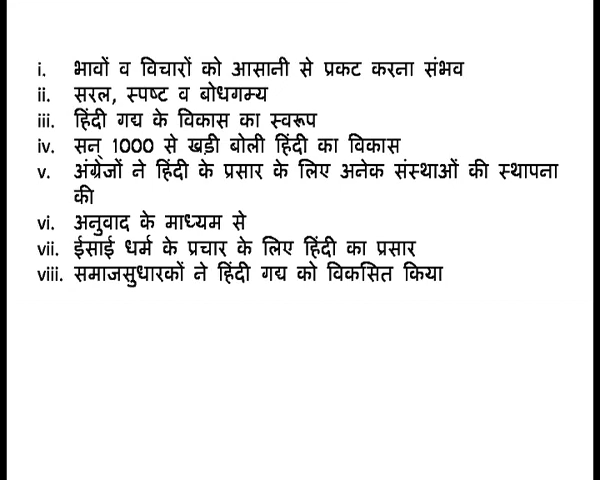 i. भावों व विचारों को आसानी से प्रकट करना संभव
ii. सरल, स्पष्ट व बोधगम्य
iii. हिंदी गद्य के विकास का स्वरूप
iv. सन् 1000 से खड़ी बोली हिंदी का विकास
v. अंग्रेजों ने हिंदी के प्रसार के लिए अनेक संस्थाओं की स्थापना
की
vi. अनुवाद के माध्यम से
vii. ईसाई धर्म के प्रचार के लिए हिंदी का प्रसार
viii. समाजसुधारकों ने हिंदी गद्य को विकसित किया